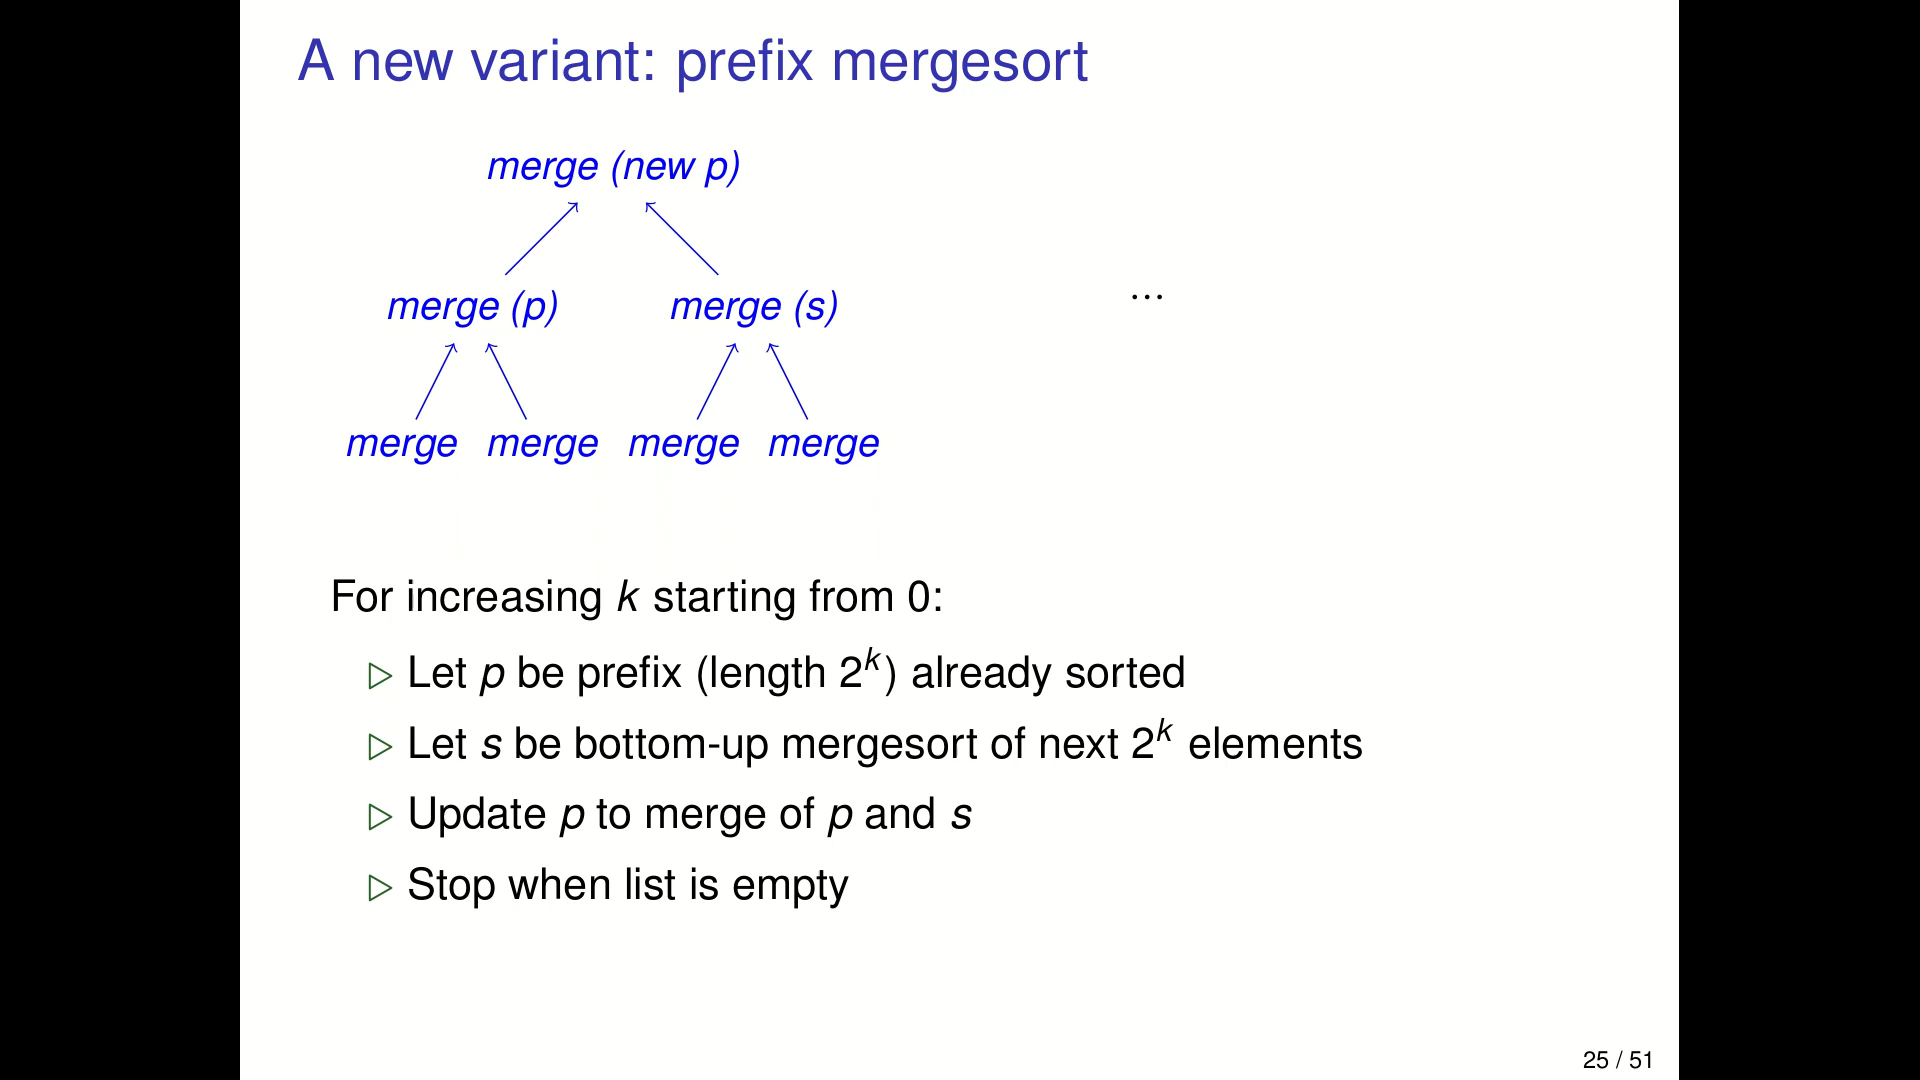 A new variant: prefix mergesort
merge (new p)
merge (p) merge (s)
...
merge merge merge merge
For increasing k starting from 0:
▷ Let p be prefix (length 2^k) already sorted
▷ Let s be bottom-up mergesort of next 2^k elements
▷ Update p to merge of p and s
▷ Stop when list is empty
25 / 51